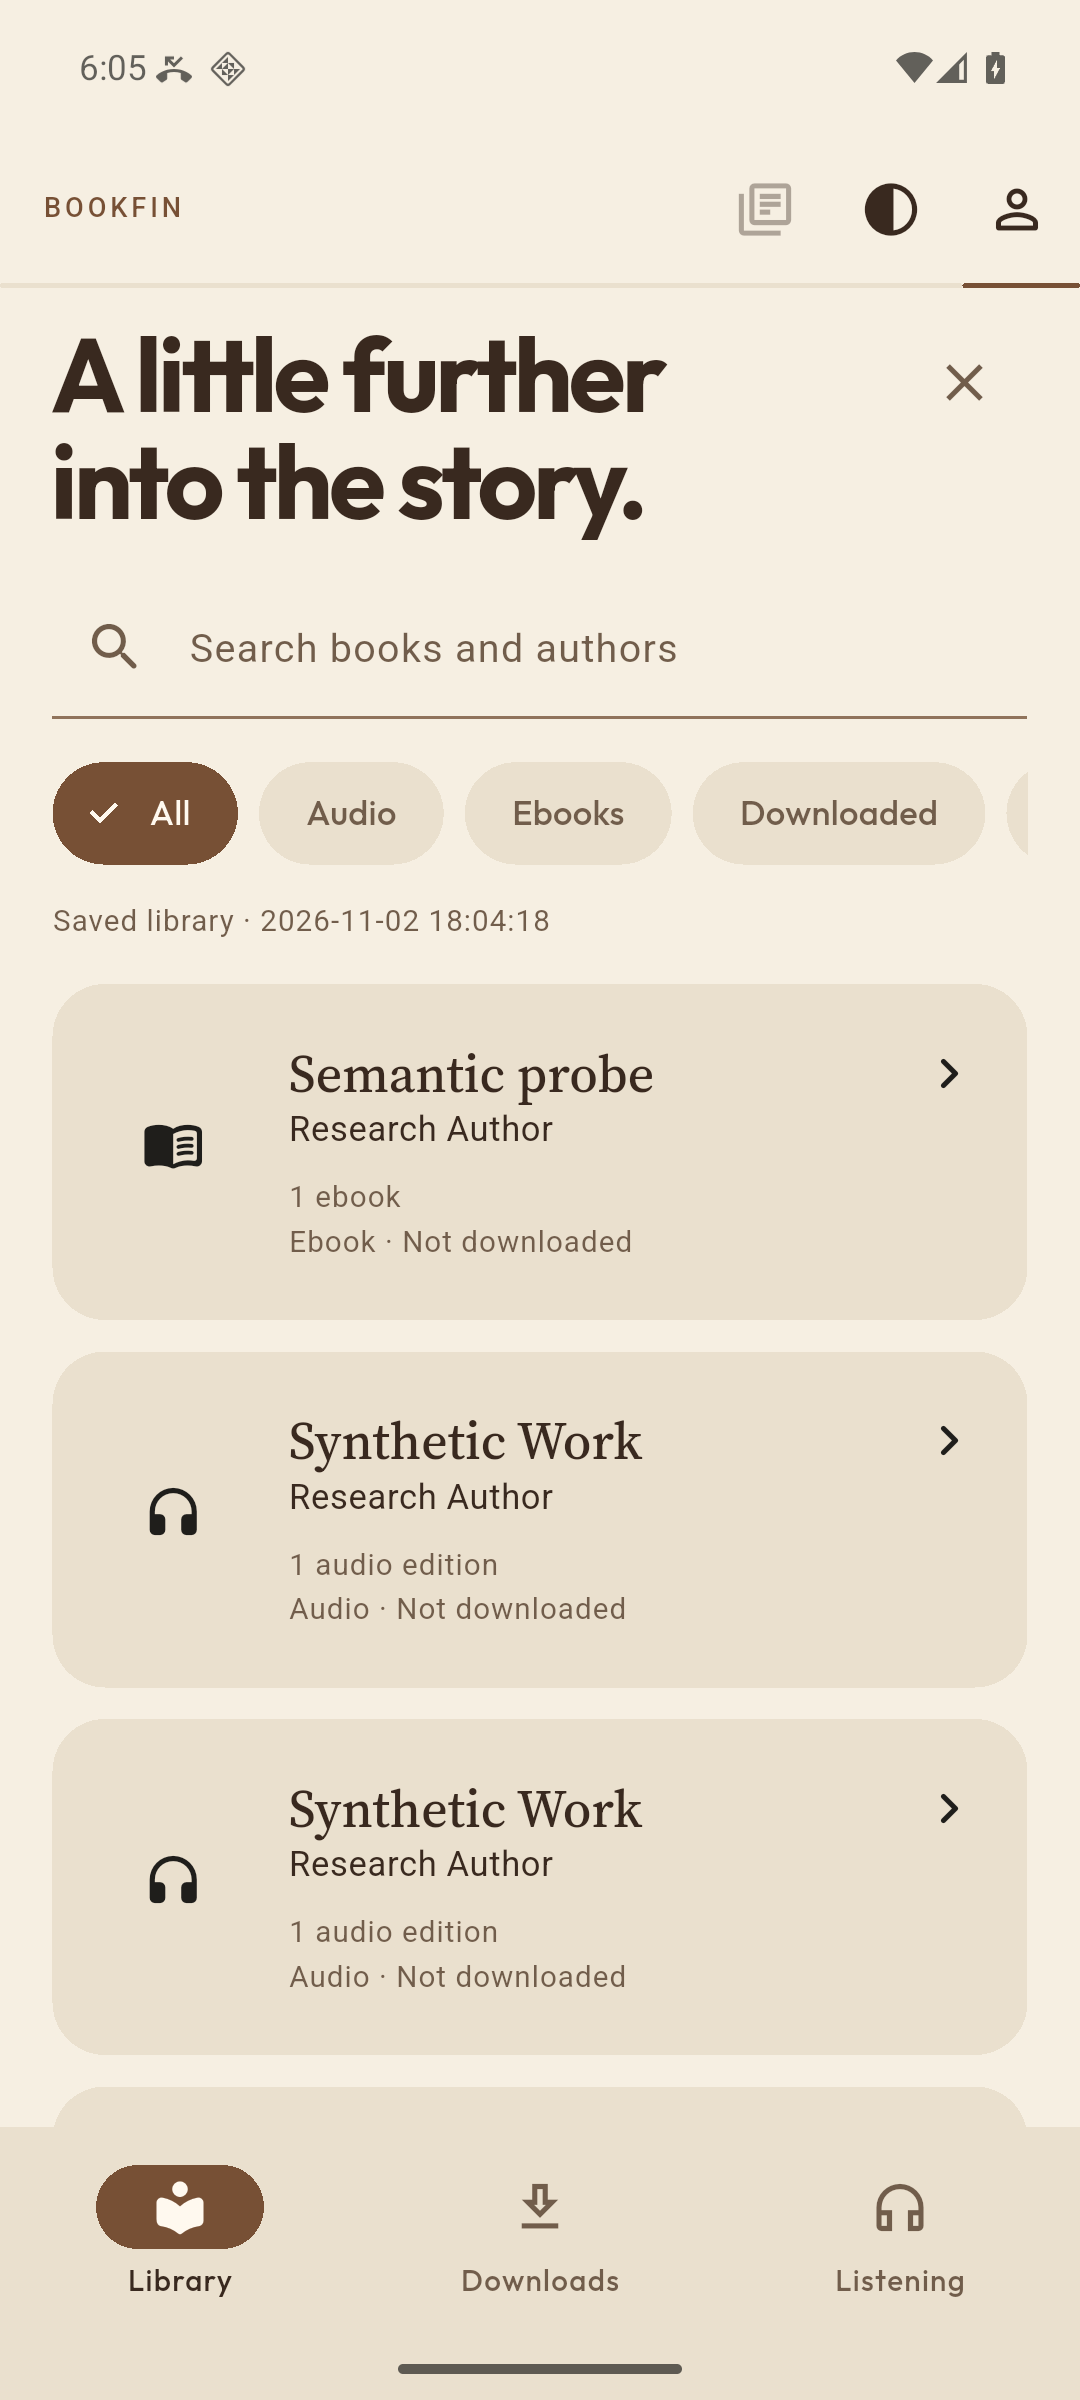 6:05
BOOKFIN
A little further
into the story.
Search books and authors
All
Audio
Ebooks
Downloaded
Saved library · 2026-11-02 18:04:18
Semantic probe
Research Author
1 ebook
Ebook · Not downloaded
Synthetic Work
Research Author
1 audio edition
Audio · Not downloaded
Synthetic Work
Research Author
1 audio edition
Audio · Not downloaded
Library
Downloads
Listening